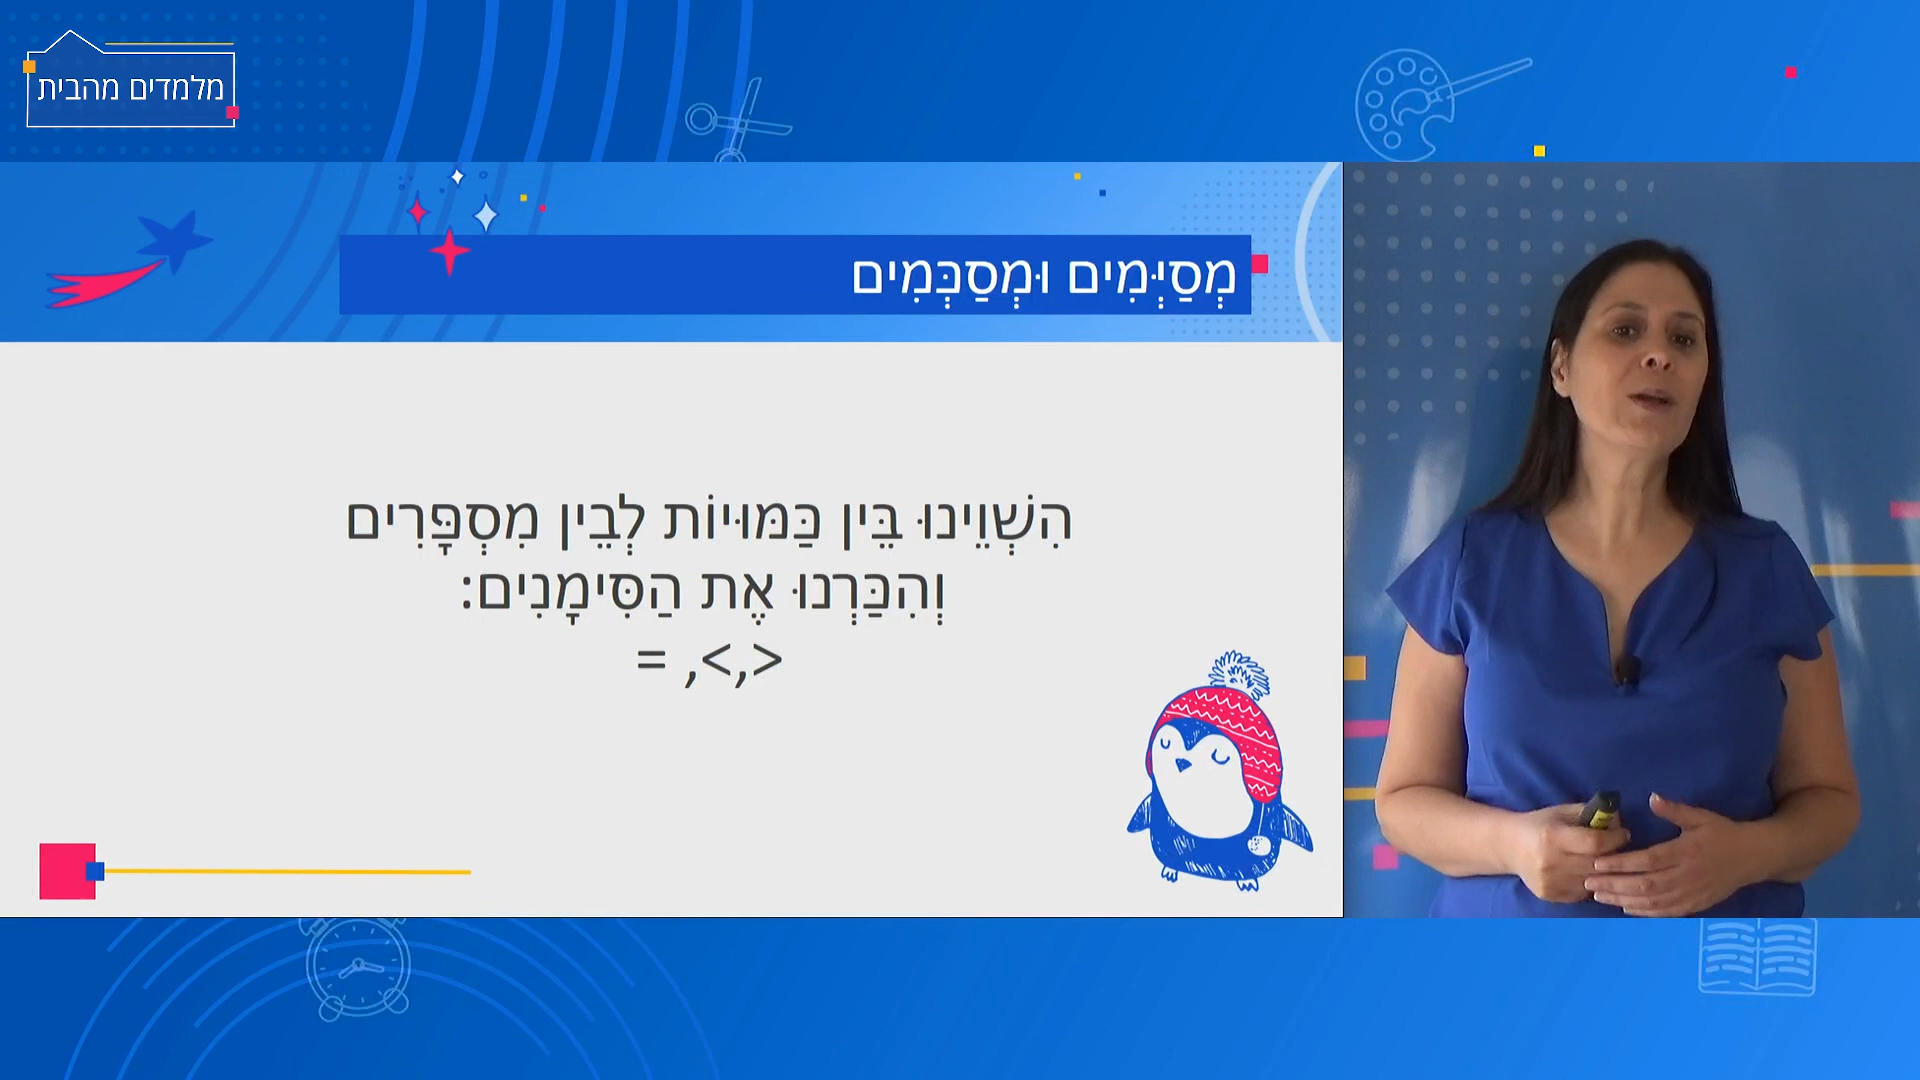 מלמדים מהבית
מְסַיְּמִים וּמְסַכְּמִים
הִשְׁוֵינוּ בֵּין כַּמּוּיוֹת לְבֵין מִסְפָּרִים
וְהִכַּרְנוּ אֶת הַסִּימָנִים:
= ,<,>